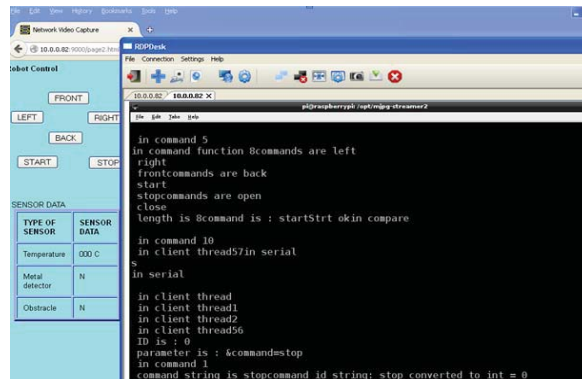 File Edit View History Bookmarks Tools Help
Network Video Capture × +
10.0.0.82:9000/page2.html
Robot Control
FRONT
LEFT RIGHT
BACK
START STOP
SENSOR DATA
TYPE OF SENSOR SENSOR DATA
Temperature 000 C
Metal detector N
Obstracle N
RDPDesk
File Connection Settings Help
10.0.0.82 10.0.0.82 X
pi@raspberrypi: /opt/mjpg-streamer2
File Edit Tabs Help
in command 5
in command function 8commands are left
right
frontcommands are back
start
stopcommands are open
close
length is 8command is : startStrt okin compare
in command 10
in client thread57in serial
s
in serial
in client thread
in client thread1
in client thread2
in client thread56
ID is : 0
parameter is : &command=stop
in command 1
command string is stopcommand id string: stop converted to int = 0